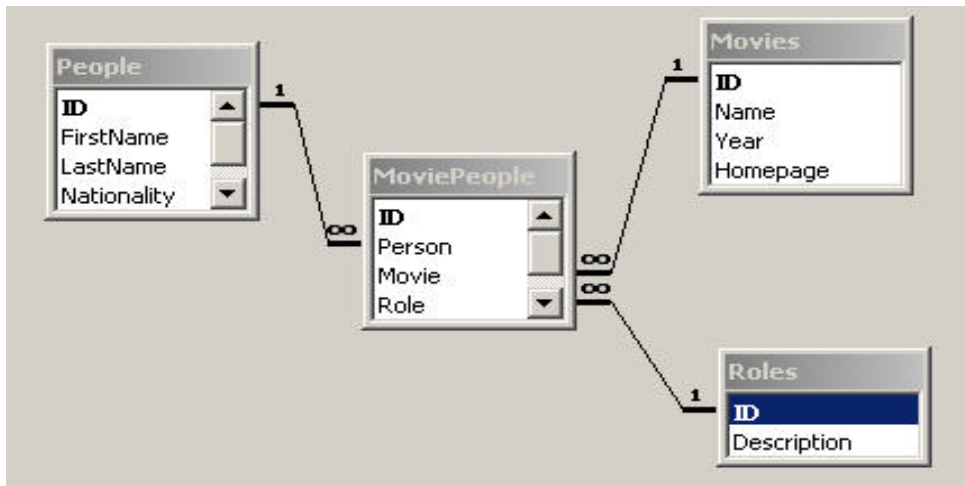 People
ID
FirstName
LastName
Nationality
1
∞
MoviePeople
ID
Person
Movie
Role
∞
∞
1
Movies
ID
Name
Year
Homepage
1
Roles
ID
Description